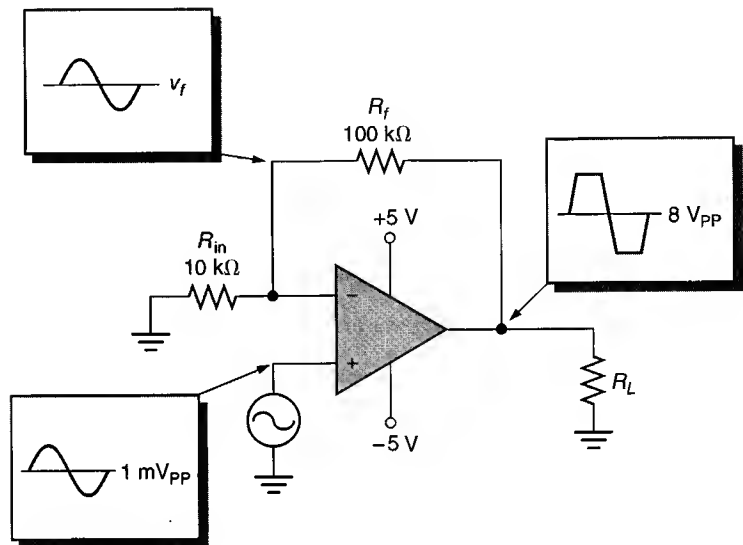 v_f
R_f
100 kΩ
+5 V
8 V_PP
R_in
10 kΩ
−
+
R_L
−5 V
1 mV_PP